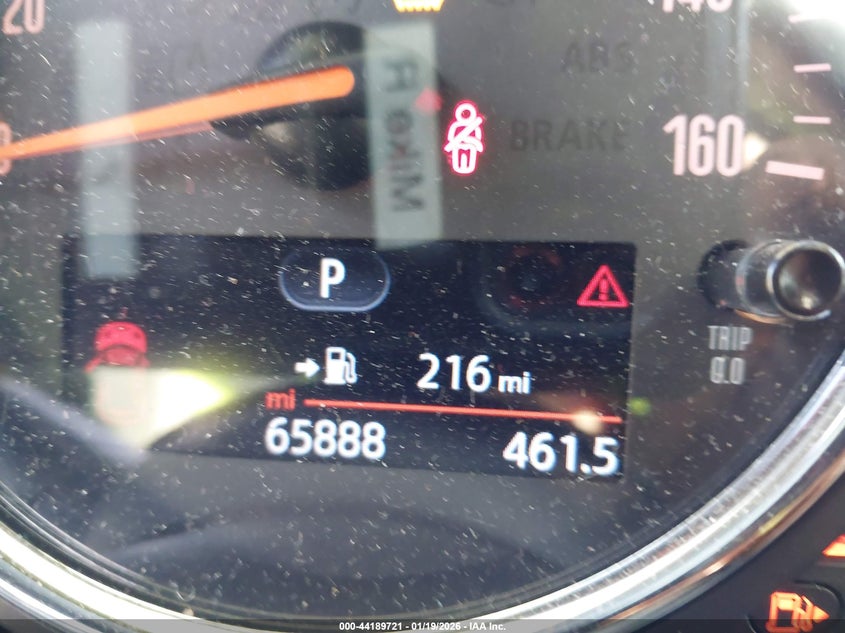 20
140
ABS
BRAKE
160
P
TRIP
0.0
216 mi
mi
65888 461.5
000-44189721 - 01/19/2026 - IAA Inc.